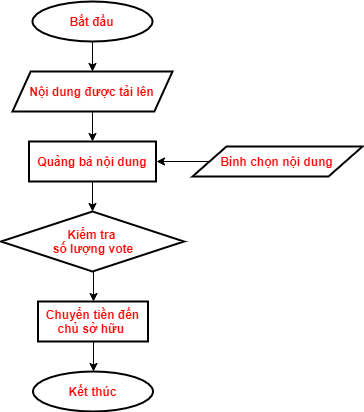 Bắt đầu
Nội dung được tải lên
Quảng bá nội dung
Bình chọn nội dung
Kiểm tra
số lượng vote
Chuyển tiền đến
chủ sở hữu
Kết thúc